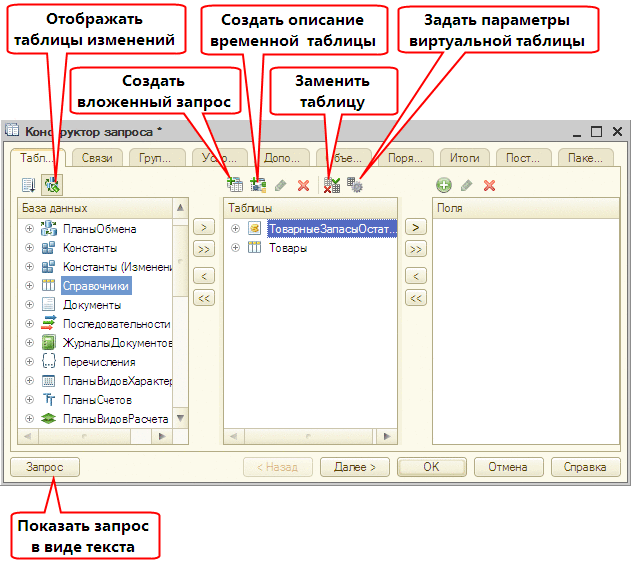 Отображать
таблицы изменений
Создать описание
временной таблицы
Задать параметры
виртуальной таблицы
Создать
вложенный запрос
Заменить
таблицу
Конструктор запроса *
Табл... Связи Груп... Усло... Допо... Объе... Поря... Итоги Пост... Паке...
База данных
ПланыОбмена
Константы
Константы (Изменени
Справочники
Документы
Последовательности
ЖурналыДокументов
Перечисления
ПланыВидовХарактер
ПланыСчетов
ПланыВидовРасчета
Таблицы
ТоварныеЗапасыОстат...
Товары
Поля
> >> < <<
> >> < <<
Запрос < Назад Далее > OK Отмена Справка
Показать запрос
в виде текста